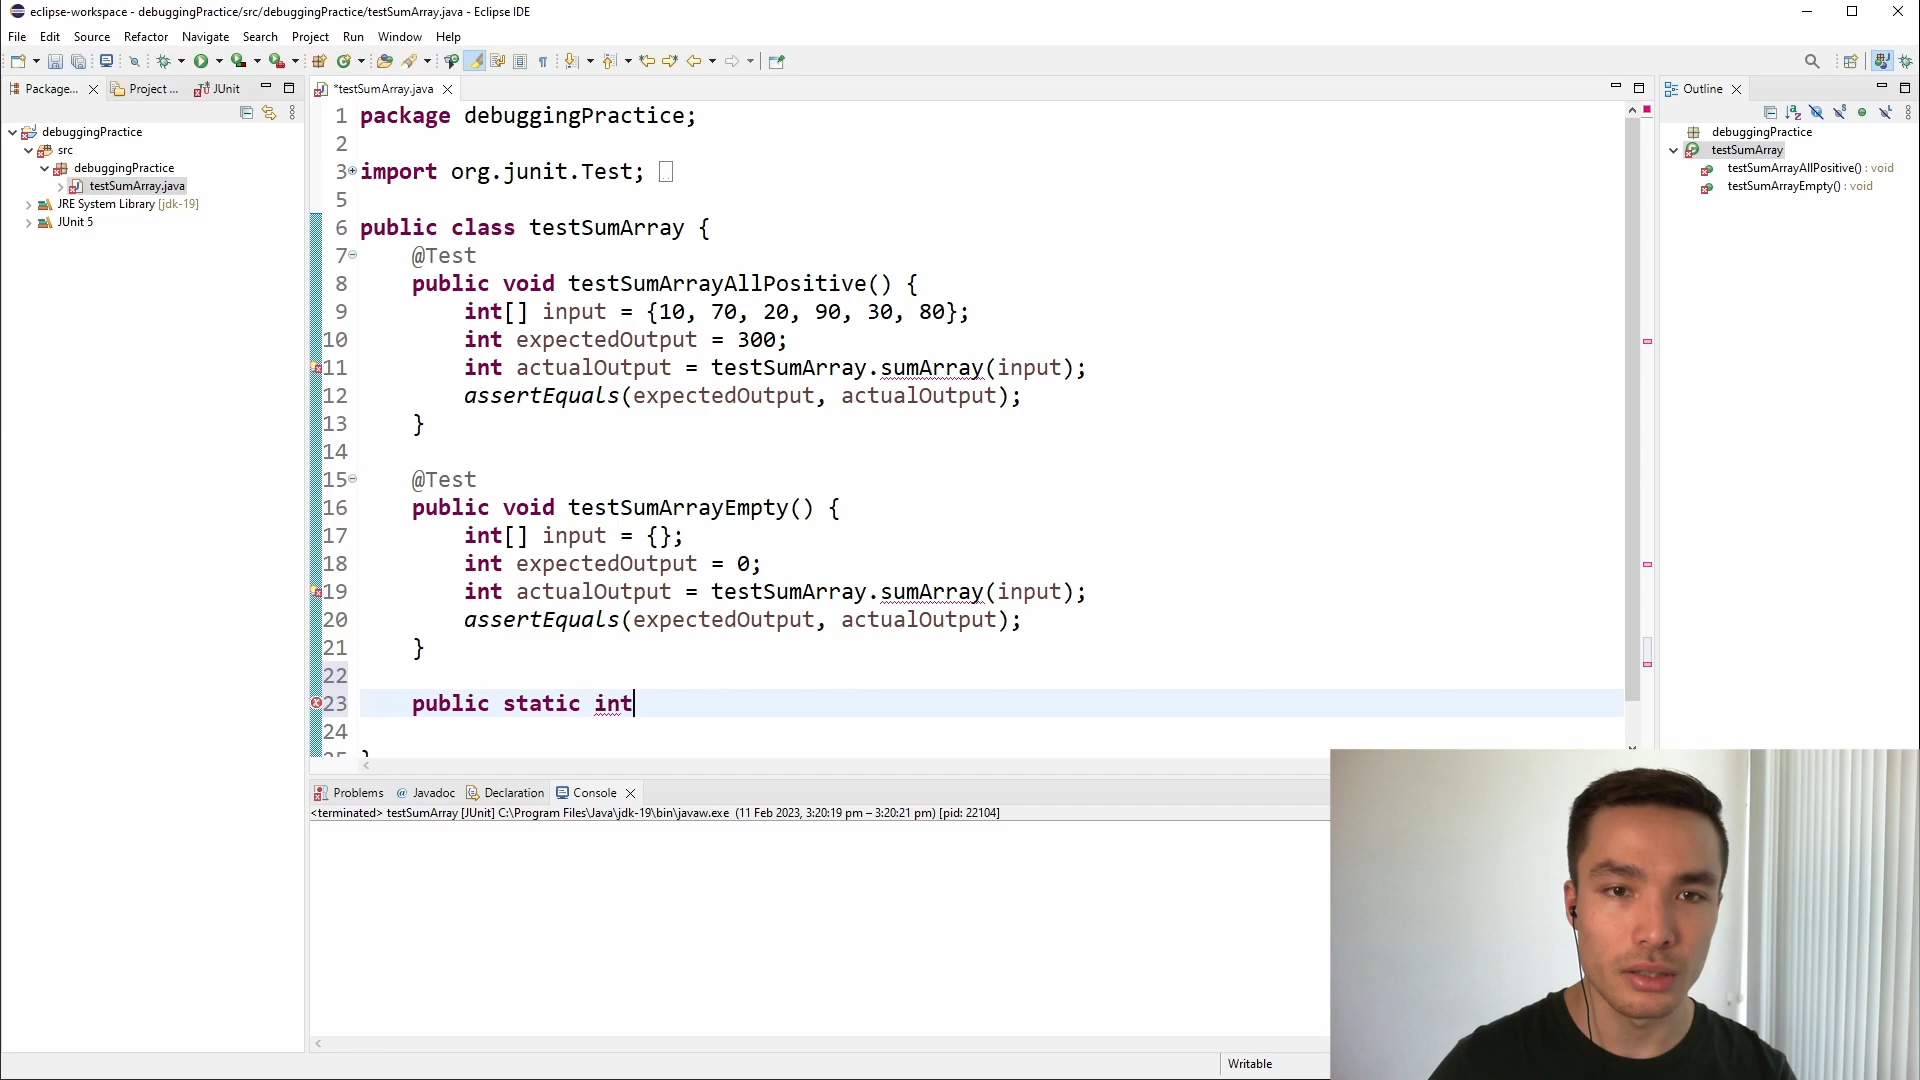 eclipse-workspace - debuggingPractice/src/debuggingPractice/testSumArray.java - Eclipse IDE
File Edit Source Refactor Navigate Search Project Run Window Help
Package... Project ... JUnit
*testSumArray.java
Outline
debuggingPractice
src
debuggingPractice
testSumArray.java
JRE System Library [jdk-19]
JUnit 5
1 package debuggingPractice;
2
3 import org.junit.Test;
5
6 public class testSumArray {
7 @Test
8 public void testSumArrayAllPositive() {
9 int[] input = {10, 70, 20, 90, 30, 80};
10 int expectedOutput = 300;
11 int actualOutput = testSumArray.sumArray(input);
12 assertEquals(expectedOutput, actualOutput);
13 }
14
15 @Test
16 public void testSumArrayEmpty() {
17 int[] input = {};
18 int expectedOutput = 0;
19 int actualOutput = testSumArray.sumArray(input);
20 assertEquals(expectedOutput, actualOutput);
21 }
22
23 public static int
24
25 }
debuggingPractice
testSumArray
testSumArrayAllPositive() : void
testSumArrayEmpty() : void
Problems @ Javadoc Declaration Console
<terminated> testSumArray [JUnit] C:\Program Files\Java\jdk-19\bin\javaw.exe (11 Feb 2023, 3:20:19 pm – 3:20:21 pm) [pid: 22104]
Writable